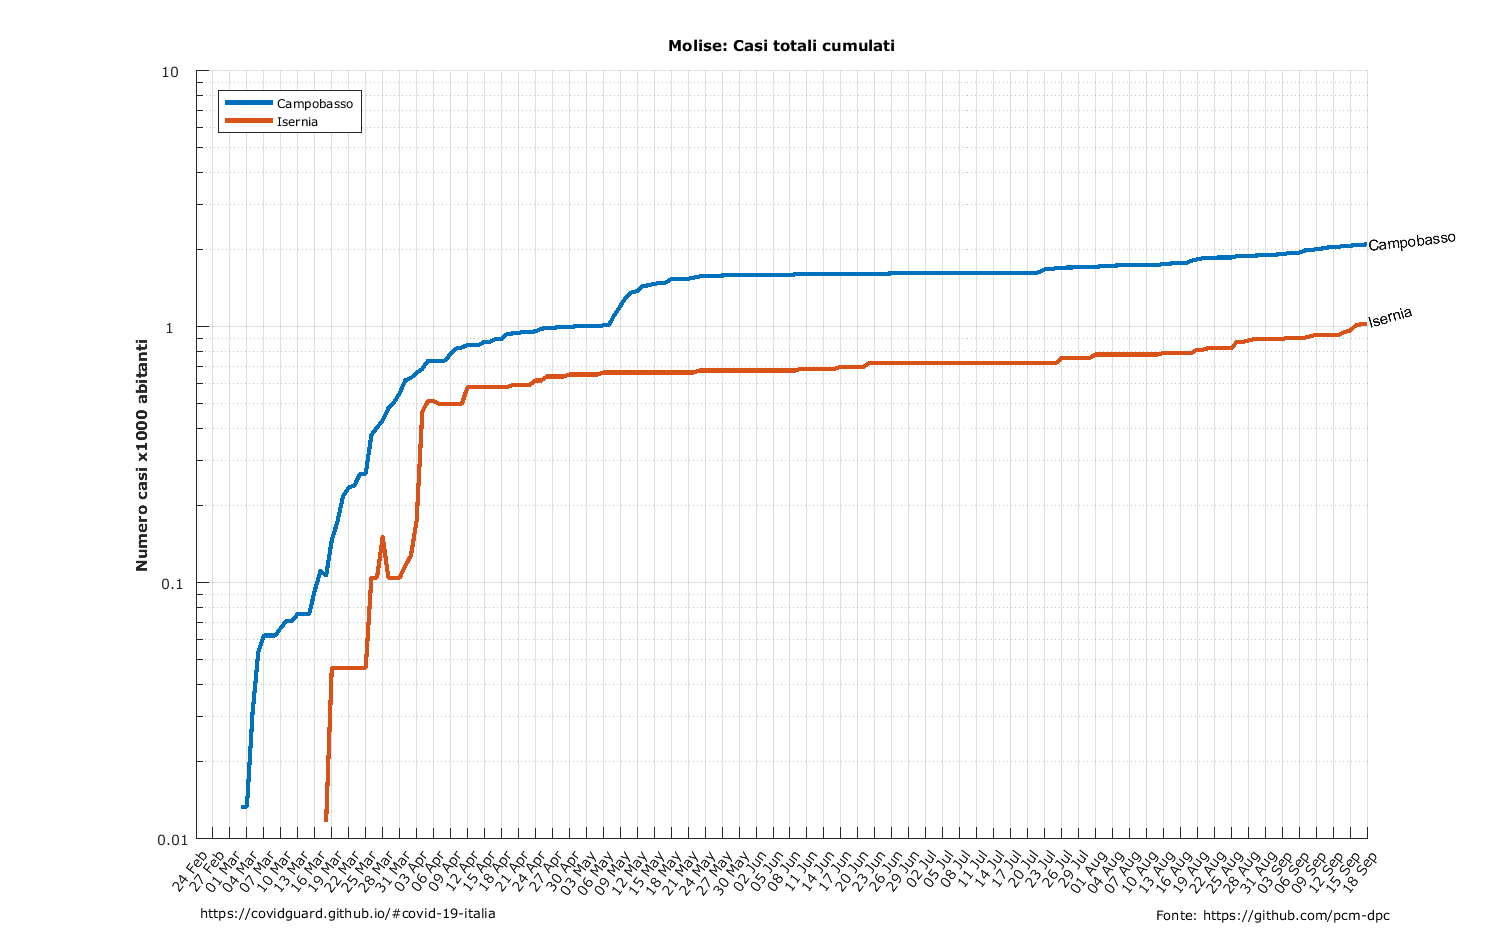 Molise: Casi totali cumulati
10
1
0.1
0.01
Numero casi x1000 abitanti
Campobasso
Isernia
Campobasso
Isernia
24 Feb
27 Feb
01 Mar
04 Mar
07 Mar
10 Mar
13 Mar
16 Mar
19 Mar
22 Mar
25 Mar
28 Mar
31 Mar
03 Apr
06 Apr
09 Apr
12 Apr
15 Apr
18 Apr
21 Apr
24 Apr
27 Apr
30 Apr
03 May
06 May
09 May
12 May
15 May
18 May
21 May
24 May
27 May
30 May
02 Jun
05 Jun
08 Jun
11 Jun
14 Jun
17 Jun
20 Jun
23 Jun
26 Jun
29 Jun
02 Jul
05 Jul
08 Jul
11 Jul
14 Jul
17 Jul
20 Jul
23 Jul
26 Jul
29 Jul
01 Aug
04 Aug
07 Aug
10 Aug
13 Aug
16 Aug
19 Aug
22 Aug
25 Aug
28 Aug
31 Aug
03 Sep
06 Sep
09 Sep
12 Sep
15 Sep
18 Sep
https://covidguard.github.io/#covid-19-italia
Fonte: https://github.com/pcm-dpc